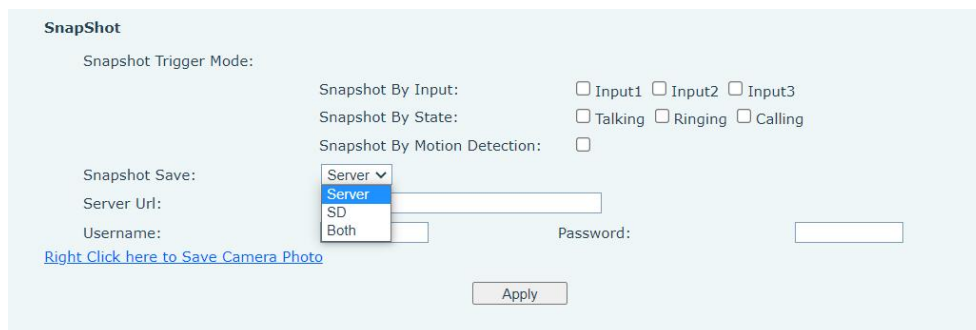 SnapShot
Snapshot Trigger Mode:
Snapshot By Input: Input1 Input2 Input3
Snapshot By State: Talking Ringing Calling
Snapshot By Motion Detection:
Snapshot Save: Server
Server
Server Url:
SD
Username: Both Password:
Right Click here to Save Camera Photo
Apply